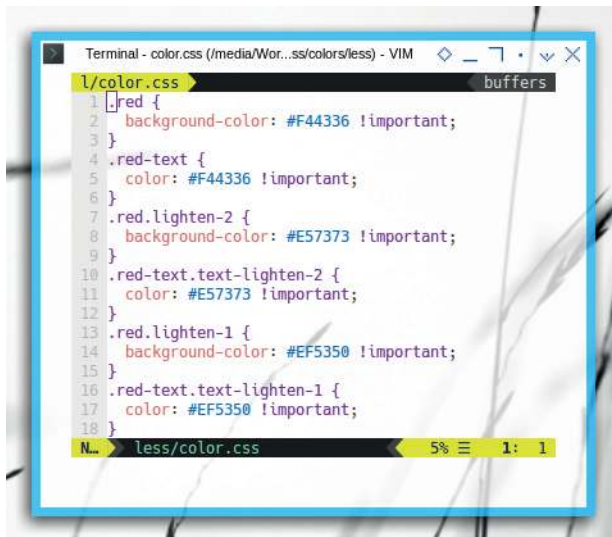 Terminal - color.css (/media/Wor...ss/colors/less) - VIM
l/color.css buffers
1 .red {
2 background-color: #F44336 !important;
3 }
4 .red-text {
5 color: #F44336 !important;
6 }
7 .red.lighten-2 {
8 background-color: #E57373 !important;
9 }
10 .red-text.text-lighten-2 {
11 color: #E57373 !important;
12 }
13 .red.lighten-1 {
14 background-color: #EF5350 !important;
15 }
16 .red-text.text-lighten-1 {
17 color: #EF5350 !important;
18 }
N… less/color.css 5% ☰ 1: 1